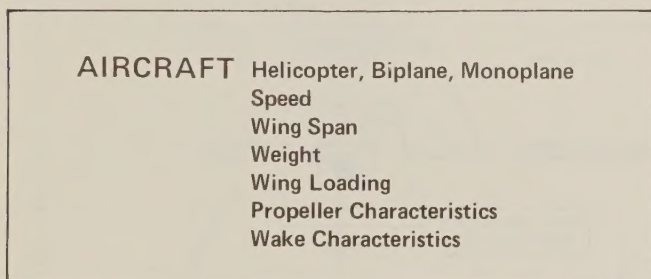 AIRCRAFT Helicopter, Biplane, Monoplane
Speed
Wing Span
Weight
Wing Loading
Propeller Characteristics
Wake Characteristics